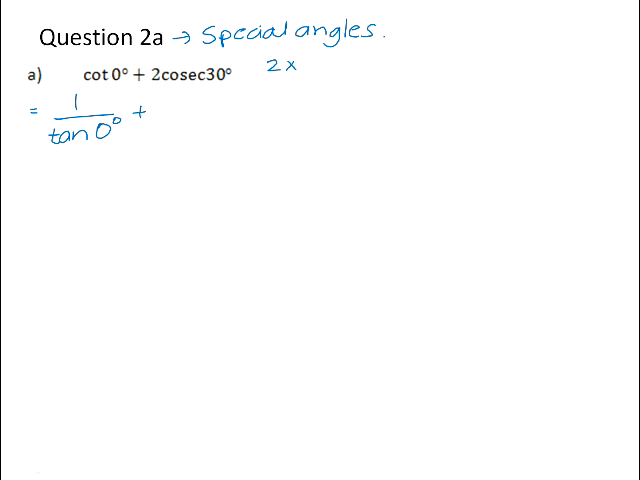 Question 2a → Special angles.
a) cot 0° + 2cosec30° 2 ×
= 1 / tan 0° +